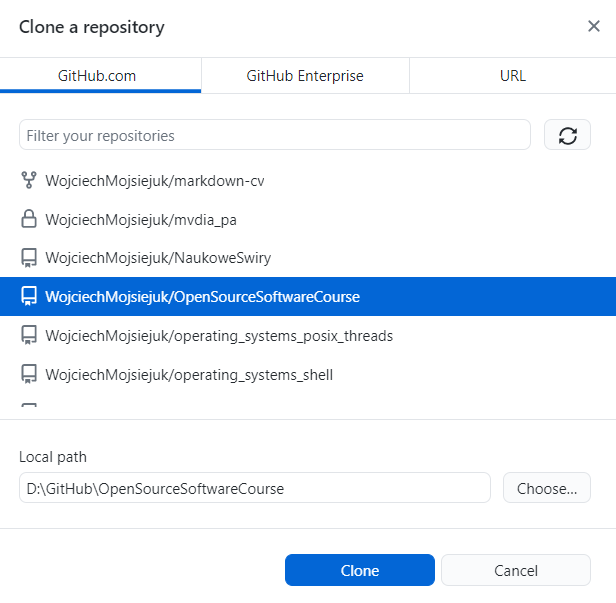 Clone a repository
GitHub.com
GitHub Enterprise
URL
Filter your repositories
WojciechMojsiejuk/markdown-cv
WojciechMojsiejuk/mvdia_pa
WojciechMojsiejuk/NaukoweSwiry
WojciechMojsiejuk/OpenSourceSoftwareCourse
WojciechMojsiejuk/operating_systems_posix_threads
WojciechMojsiejuk/operating_systems_shell
Local path
D:\GitHub\OpenSourceSoftwareCourse
Choose...
Clone
Cancel